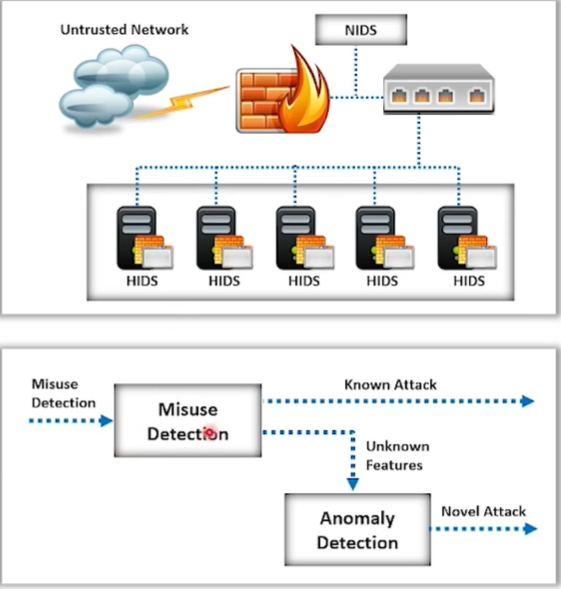 Untrusted Network
NIDS
HIDS
HIDS
HIDS
HIDS
HIDS
Misuse
Detection
Misuse
Detection
Known Attack
Unknown
Features
Anomaly
Detection
Novel Attack